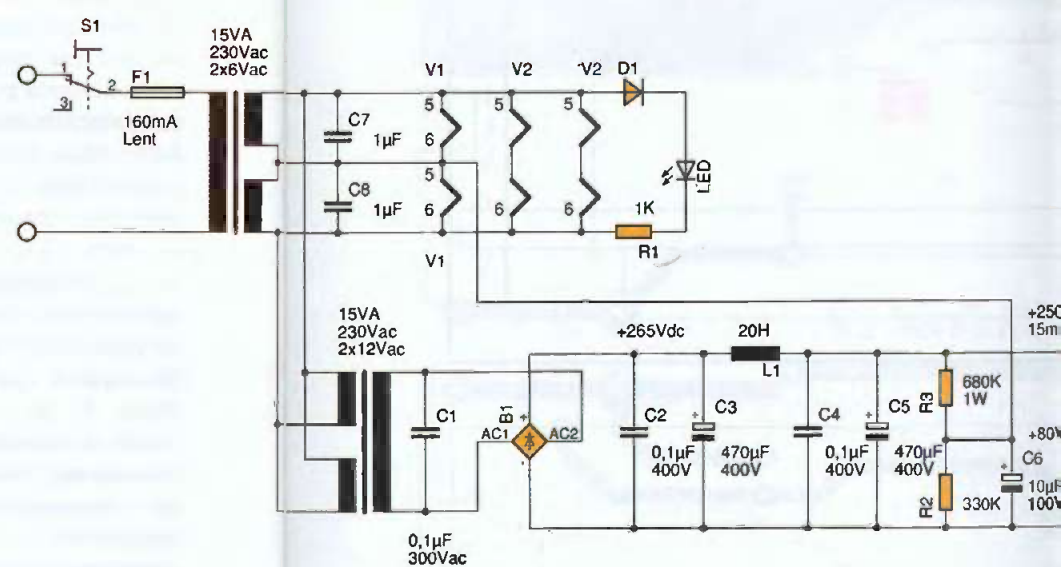 S1
1
2
3
F1
160mA
Lent
15VA
230Vac
2x6Vac
C7
1µF
C8
1µF
V1
V2
V2
D1
5
5
5
6
5
6
6
6
V1
LED
1K
R1
15VA
230Vac
2x12Vac
C1
0,1µF
300Vac
B1
+
AC1
AC2
+265Vdc
20H
L1
C2
0,1µF
400V
+
C3
470µF
400V
C4
0,1µF
400V
+
C5
470µF
400V
R3
680K
1W
R2
330K
+
C6
10µF
100V